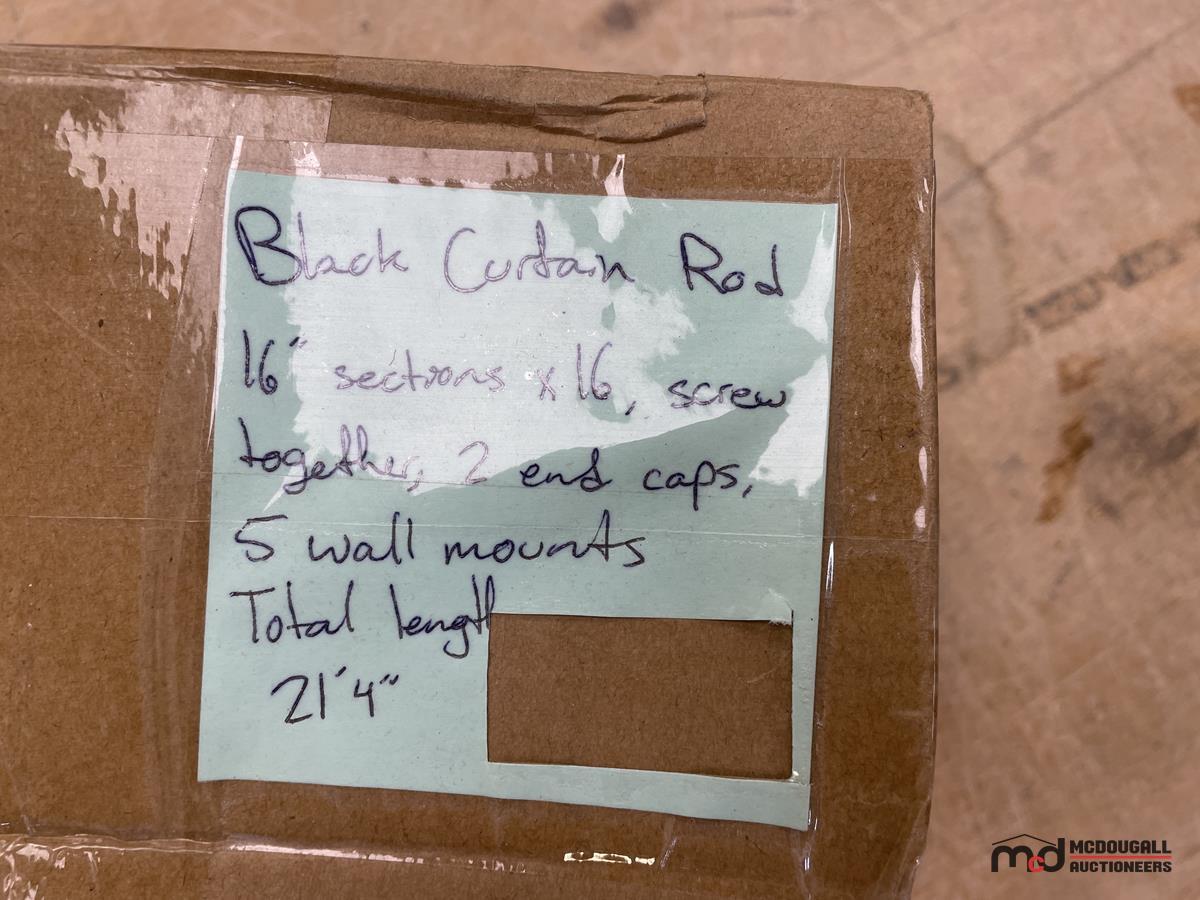 Black Curtain Rod
16" sections x 16, screw
together, 2 end caps,
5 wall mounts
Total length
21'4"
mcd MCDOUGALL
AUCTIONEERS